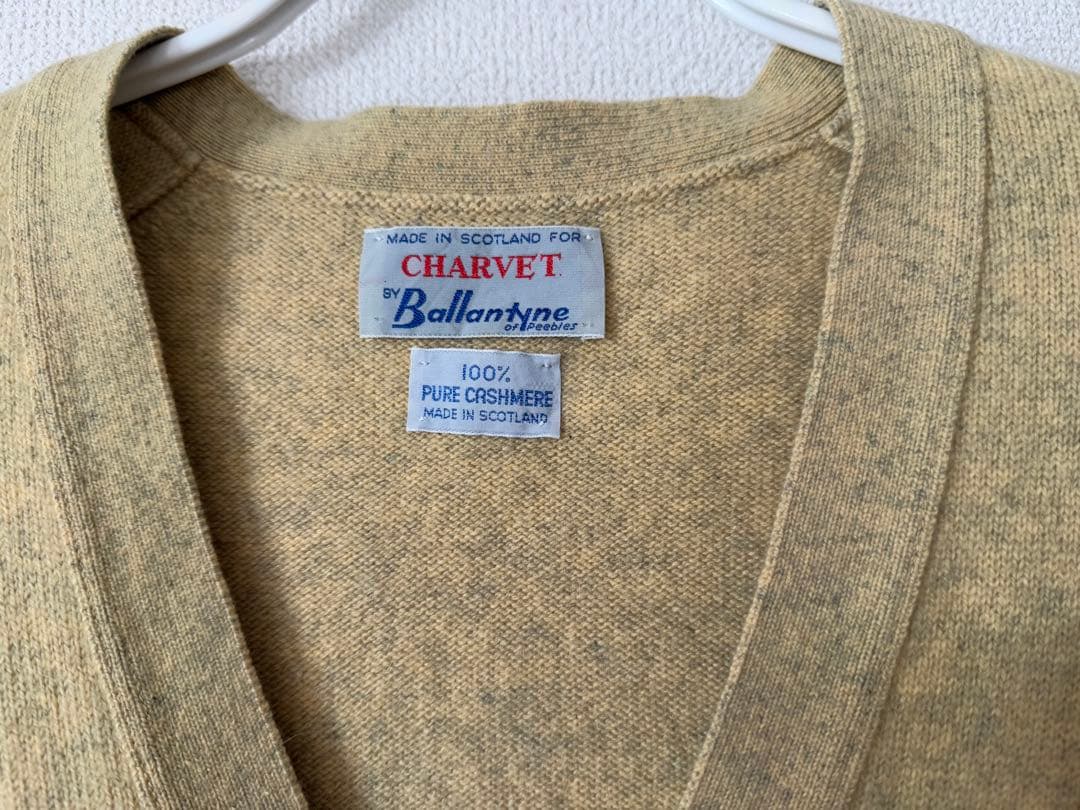 MADE IN SCOTLAND FOR
CHARVET
BY Ballantyne
of Peebles
100%
PURE CASHMERE
MADE IN SCOTLAND